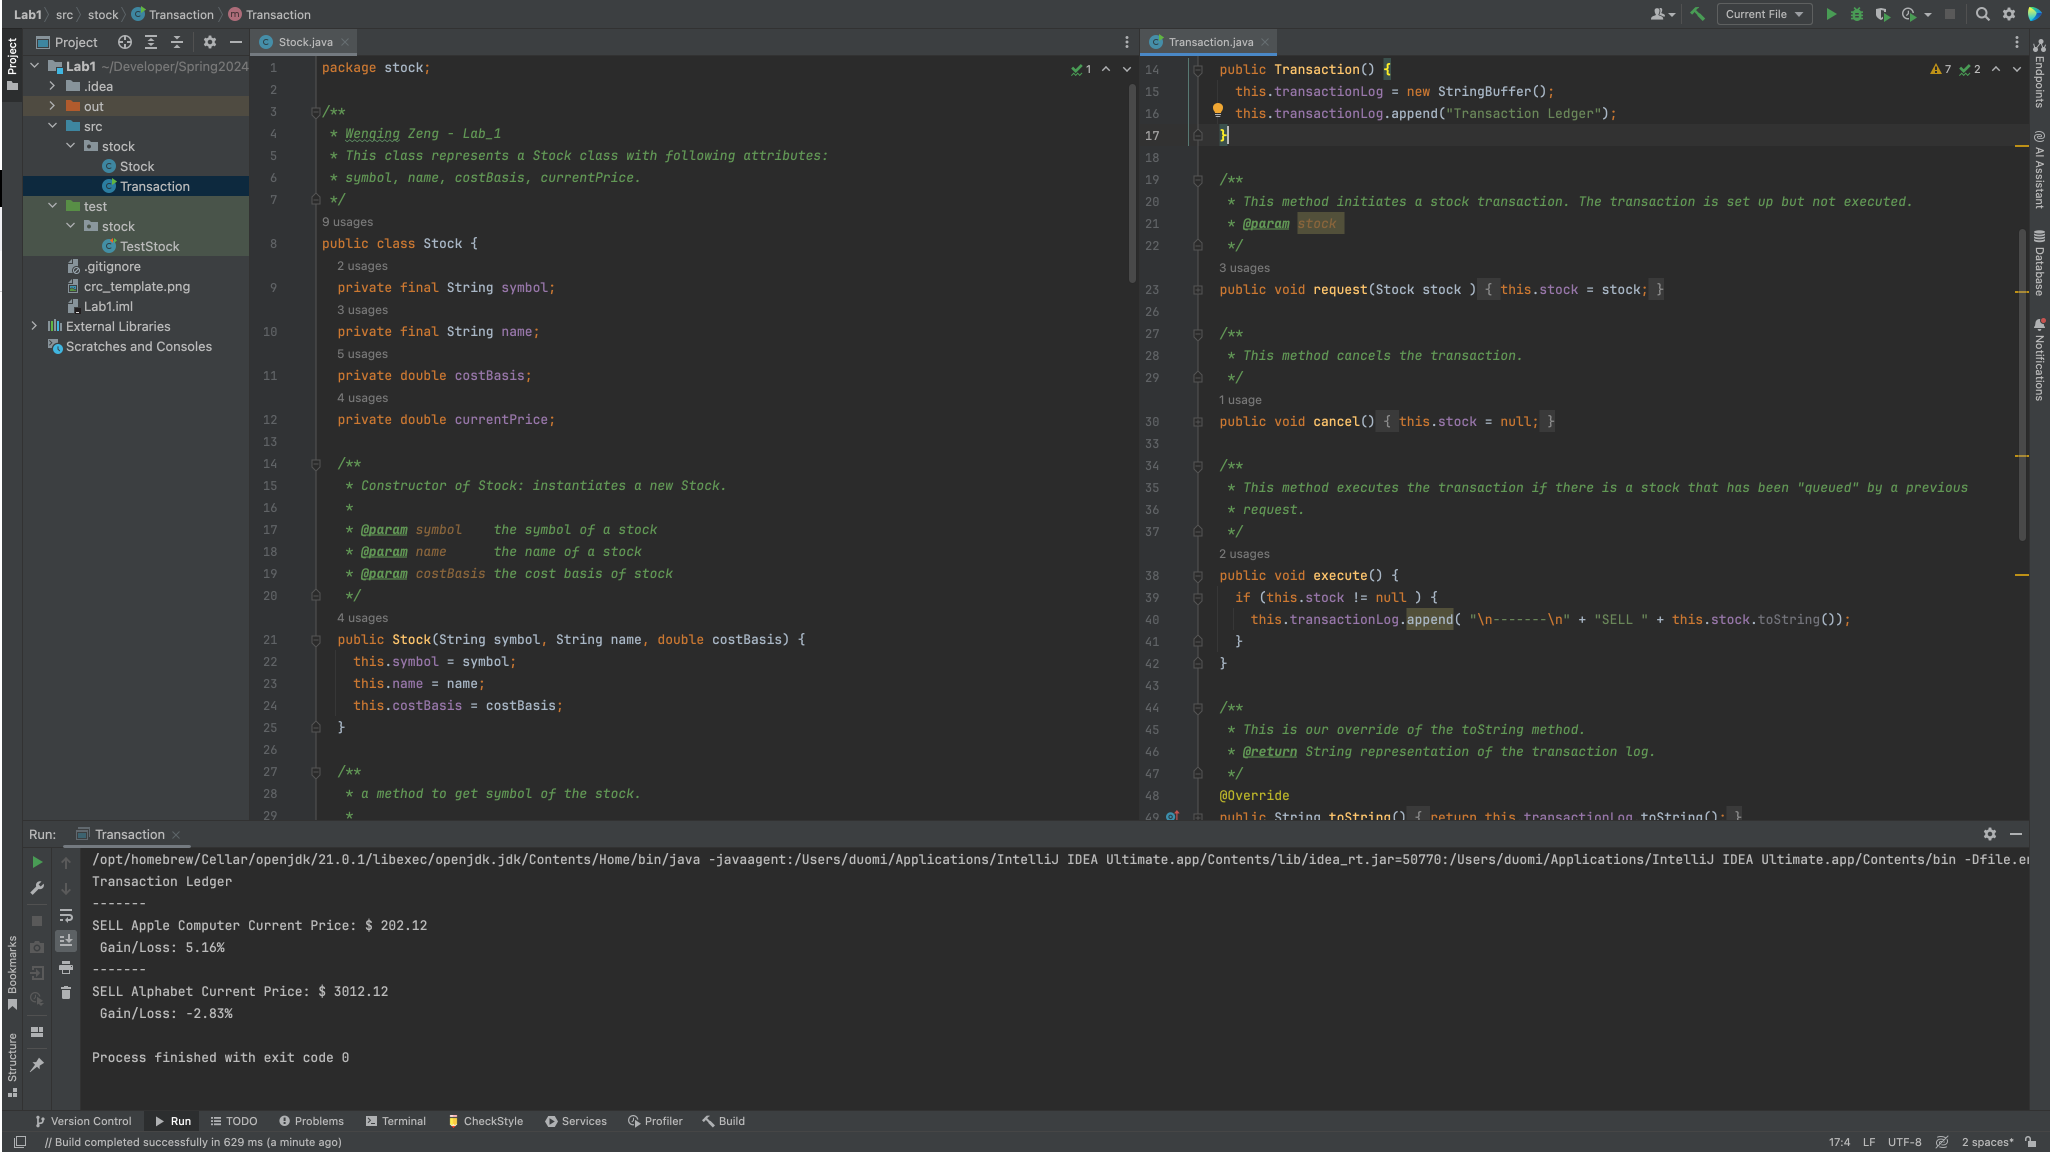 Lab1 src stock Transaction Transaction
Current File
Project
Project
Lab1 ~/Developer/Spring2024
.idea
out
src
stock
Stock
Transaction
test
stock
TestStock
.gitignore
crc_template.png
Lab1.iml
External Libraries
Scratches and Consoles
Stock.java
1
1 package stock;
2
3 /**
4 * Wenqing Zeng - Lab_1
5 * This class represents a Stock class with following attributes:
6 * symbol, name, costBasis, currentPrice.
7 */
9 usages
8 public class Stock {
2 usages
9 private final String symbol;
3 usages
10 private final String name;
5 usages
11 private double costBasis;
4 usages
12 private double currentPrice;
13
14 /**
15 * Constructor of Stock: instantiates a new Stock.
16 *
17 * @param symbol    the symbol of a stock
18 * @param name      the name of a stock
19 * @param costBasis the cost basis of stock
20 */
4 usages
21 public Stock(String symbol, String name, double costBasis) {
22 this.symbol = symbol;
23 this.name = name;
24 this.costBasis = costBasis;
25 }
26
27 /**
28 * a method to get symbol of the stock.
29 *
Transaction.java
7 2
14 public Transaction() {
15 this.transactionLog = new StringBuffer();
16 this.transactionLog.append("Transaction Ledger");
17 }
18
19 /**
20 * This method initiates a stock transaction. The transaction is set up but not executed.
21 * @param stock
22 */
3 usages
23 public void request(Stock stock ) { this.stock = stock; }
26
27 /**
28 * This method cancels the transaction.
29 */
1 usage
30 public void cancel() { this.stock = null; }
33
34 /**
35 * This method executes the transaction if there is a stock that has been "queued" by a previous
36 * request.
37 */
2 usages
38 public void execute() {
39 if (this.stock != null ) {
40 this.transactionLog.append( "\n-------\n" + "SELL " + this.stock.toString());
41 }
42 }
43
44 /**
45 * This is our override of the toString method.
46 * @return String representation of the transaction log.
47 */
48 @Override
49 public String toString() { return this.transactionLog.toString(); }
Endpoints
AI Assistant
Database
Notifications
Run: Transaction
/opt/homebrew/Cellar/openjdk/21.0.1/libexec/openjdk.jdk/Contents/Home/bin/java -javaagent:/Users/duomi/Applications/IntelliJ IDEA Ultimate.app/Contents/lib/idea_rt.jar=50770:/Users/duomi/Applications/IntelliJ IDEA Ultimate.app/Contents/bin -Dfile.en
Transaction Ledger
-------
SELL Apple Computer Current Price: $ 202.12
Gain/Loss: 5.16%
-------
SELL Alphabet Current Price: $ 3012.12
Gain/Loss: -2.83%
Process finished with exit code 0
Bookmarks
Structure
Version Control Run TODO Problems Terminal CheckStyle Services Profiler Build
// Build completed successfully in 629 ms (a minute ago)
17:4 LF UTF-8 2 spaces*